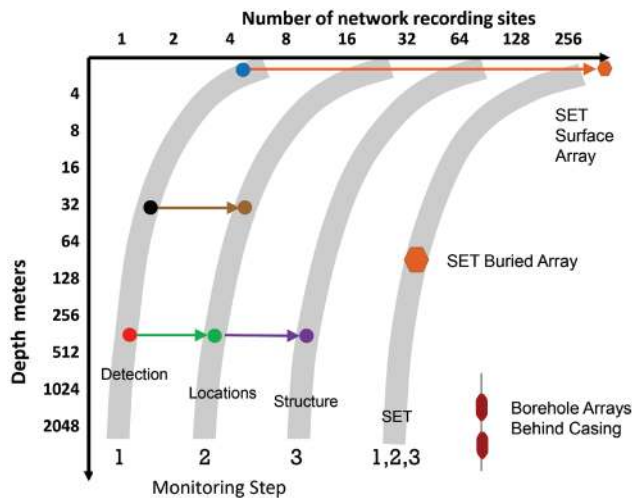 Number of network recording sites
1 2 4 8 16 32 64 128 256
Depth meters
4
8
16
32
64
128
256
512
1024
2048
SET
Surface
Array
SET Buried Array
Detection
Locations
Structure
SET
Borehole Arrays
Behind Casing
1 2 3 1,2,3
Monitoring Step